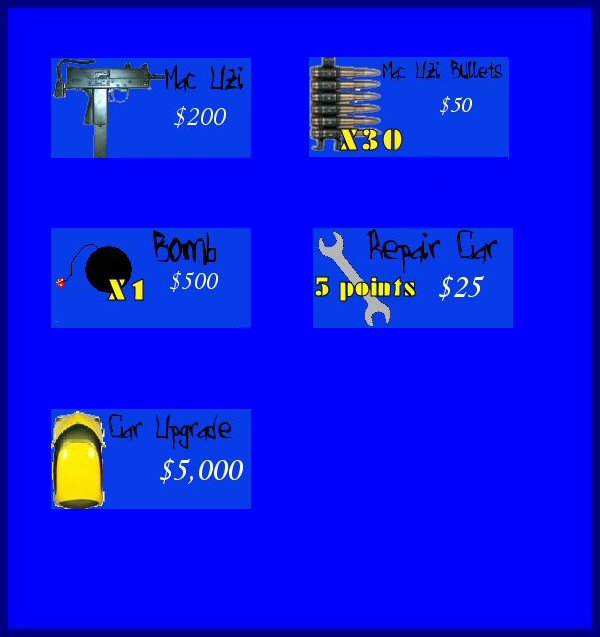 Mac Uzi
$200
Mac Uzi Bullets
$50
X30
Bomb
$500
X1
Repair Car
5 points
$25
Car Upgrade
$5,000